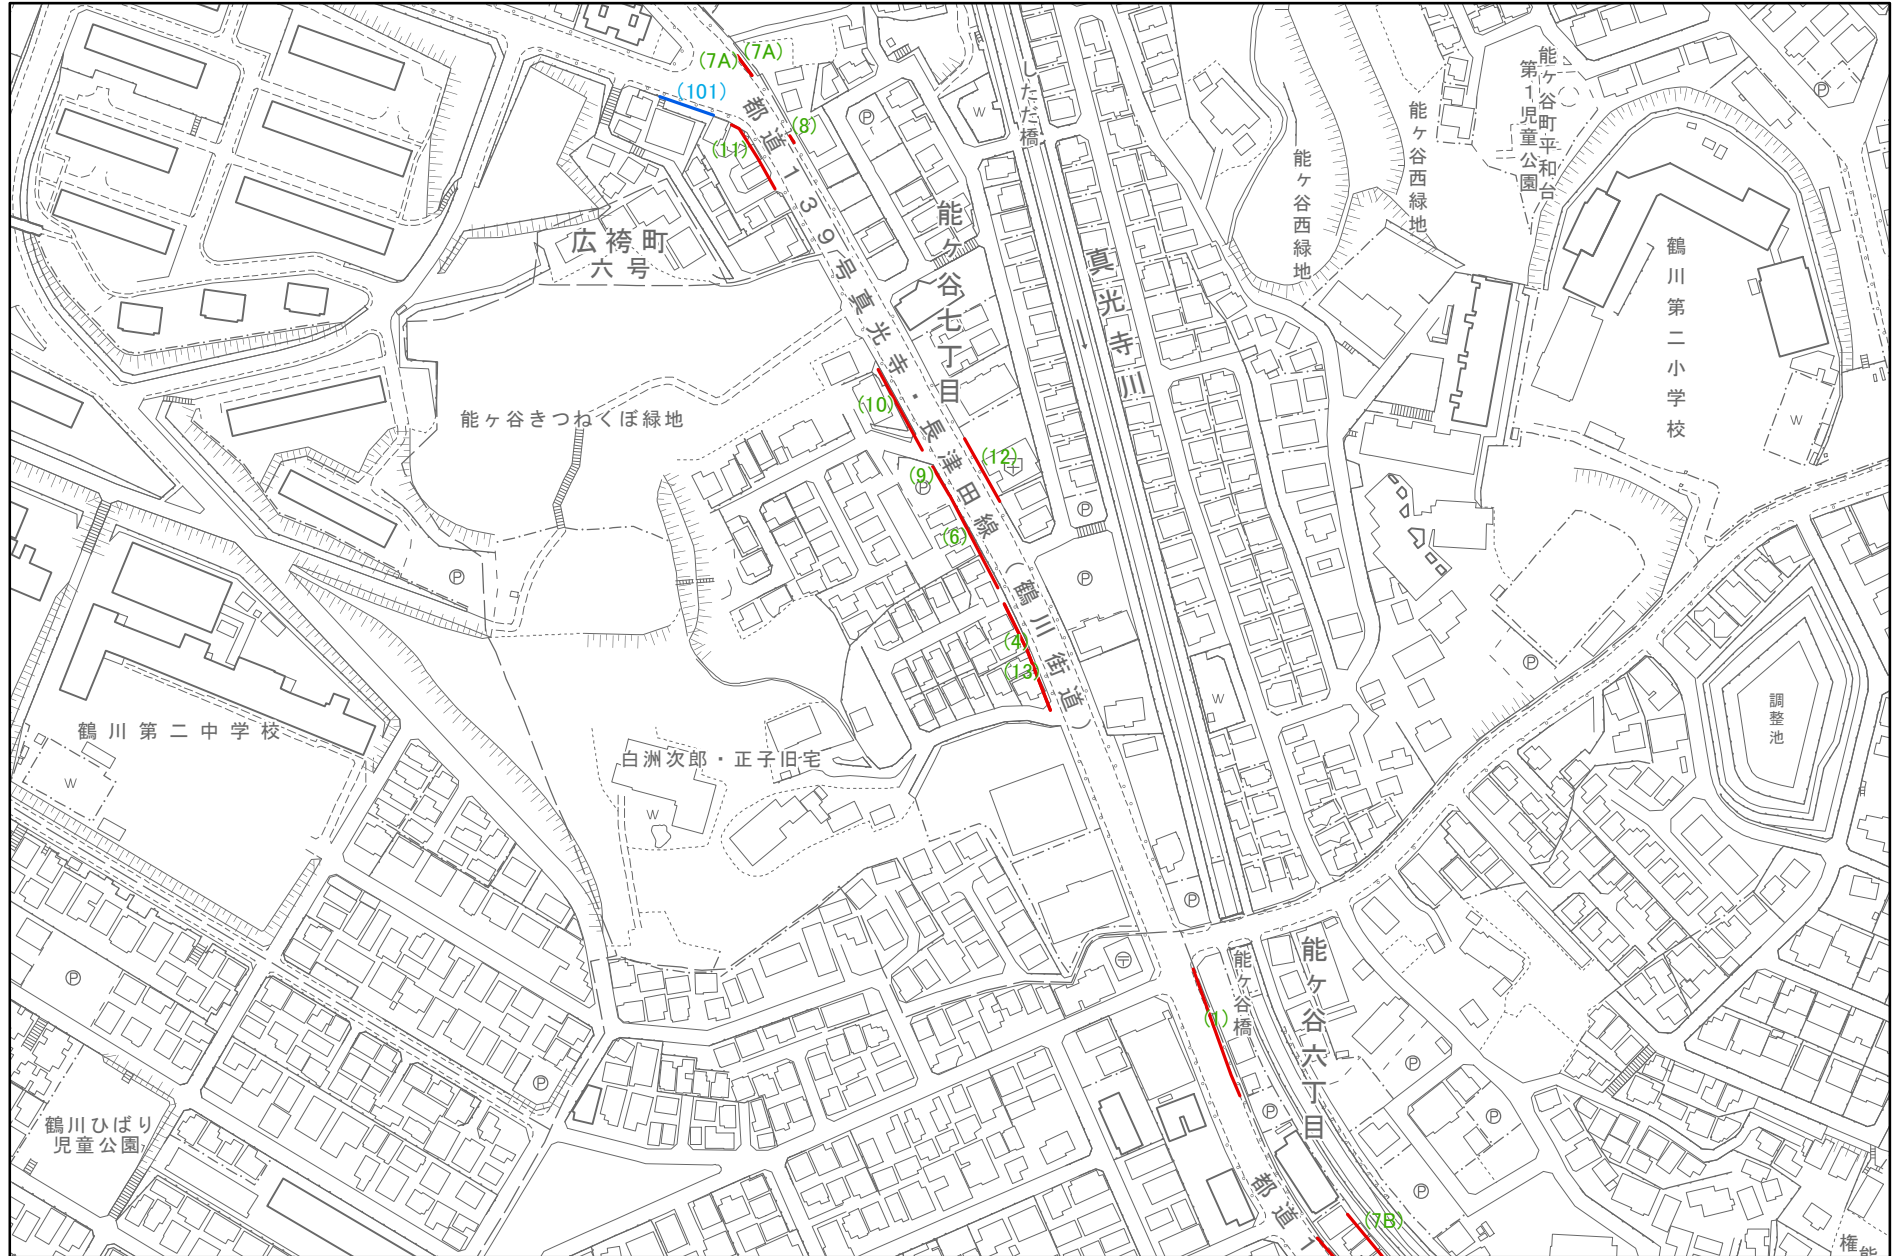 (7A)
(7A)
(101)
(8)
(11)
都道139号真光寺・長津田線（鶴川街道）
広袴町
六号
能ヶ谷七丁目
しただ橋
真光寺川
能ヶ谷西緑地
能ヶ谷西緑地
能ヶ谷町平和台
第1児童公園
鶴川第二小学校
W
P
P
W
能ヶ谷きつねくぼ緑地
(10)
(9)
P
(12)
〒
(6)
P
P
P
(4)
(13)
W
P
調整池
鶴川第二中学校
W
白洲次郎・正子旧宅
W
P
P
〒
能ヶ谷橋
能ヶ谷六丁目
(1)
P
P
P
P
P
鶴川ひばり
児童公園
都道1
(7B)
権
能